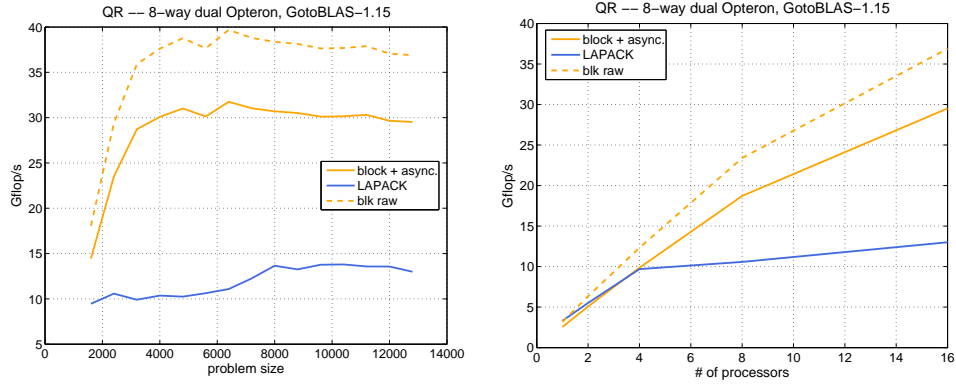 QR −− 8−way dual Opteron, GotoBLAS−1.15
40
35
30
25
20
15
10
5
Gflop/s
block + async.
LAPACK
blk raw
0
2000
4000
6000
8000
10000
12000
14000
problem size
QR −− 8−way dual Opteron, GotoBLAS−1.15
block + async.
LAPACK
blk raw
40
35
30
25
20
15
10
5
0
Gflop/s
0
2
4
6
8
10
12
14
16
# of processors